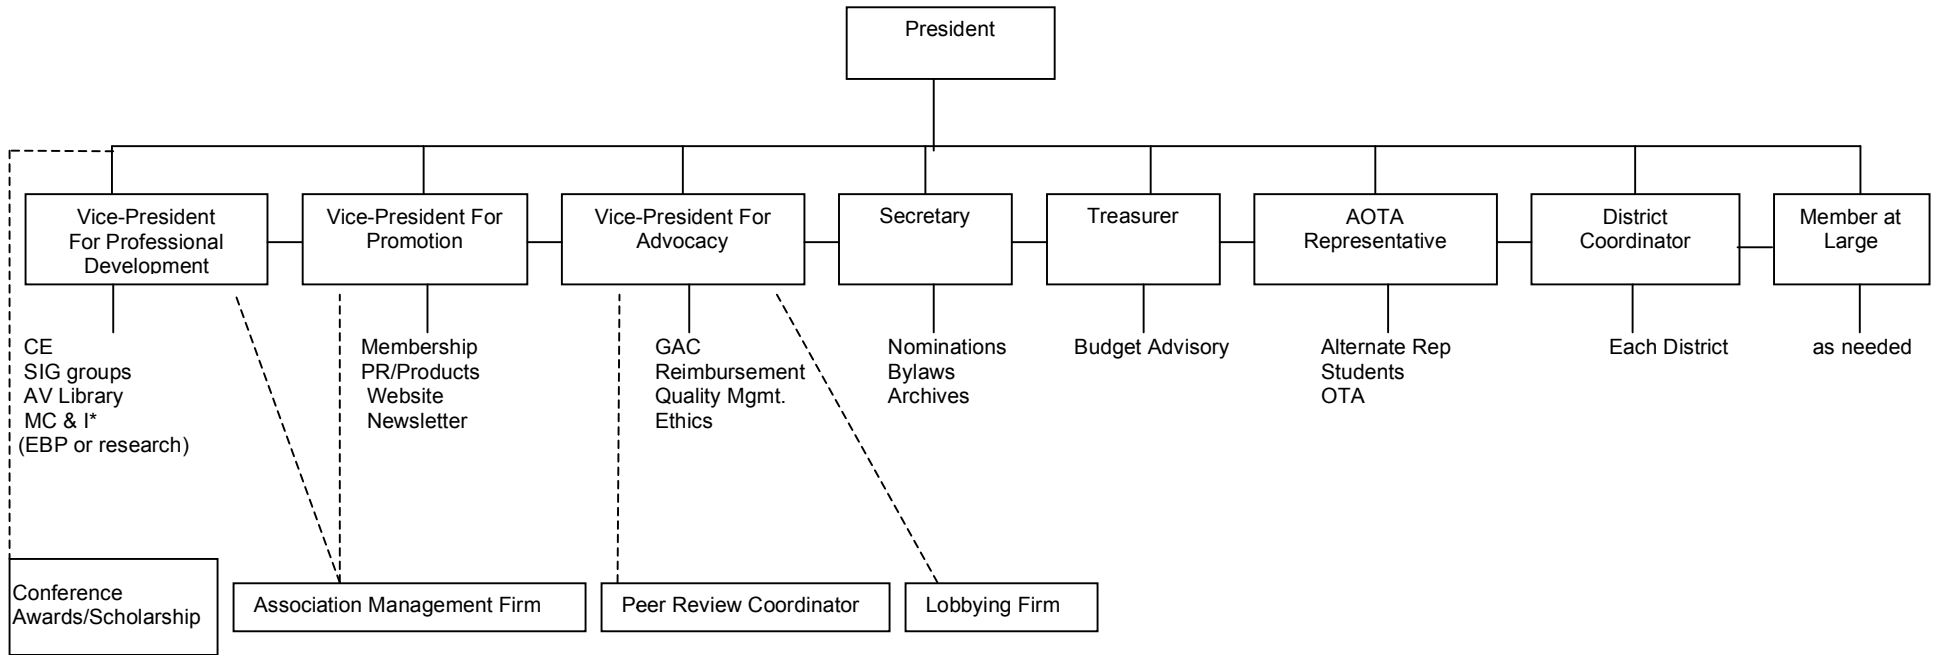 President
Vice-President
For Professional
Development
Vice-President For
Promotion
Vice-President For
Advocacy
Secretary
Treasurer
AOTA
Representative
District
Coordinator
Member at
Large
CE
SIG groups
AV Library
MC & I*
(EBP or research)
Membership
PR/Products
Website
Newsletter
GAC
Reimbursement
Quality Mgmt.
Ethics
Nominations
Bylaws
Archives
Budget Advisory
Alternate Rep
Students
OTA
Each District
as needed
Conference
Awards/Scholarship
Association Management Firm
Peer Review Coordinator
Lobbying Firm